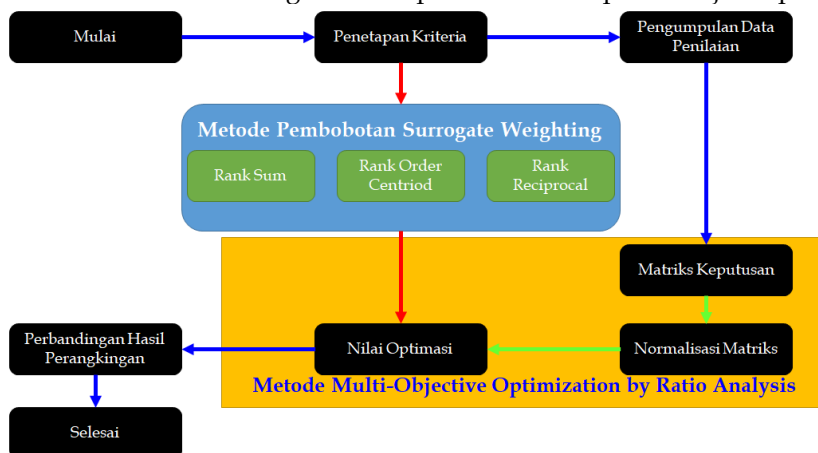 Mulai
Penetapan Kriteria
Pengumpulan Data
Penilaian
Metode Pembobotan Surrogate Weighting
Rank Sum
Rank Order
Centriod
Rank
Reciprocal
Matriks Keputusan
Perbandingan Hasil
Perangkingan
Nilai Optimasi
Normalisasi Matriks
Metode Multi-Objective Optimization by Ratio Analysis
Selesai